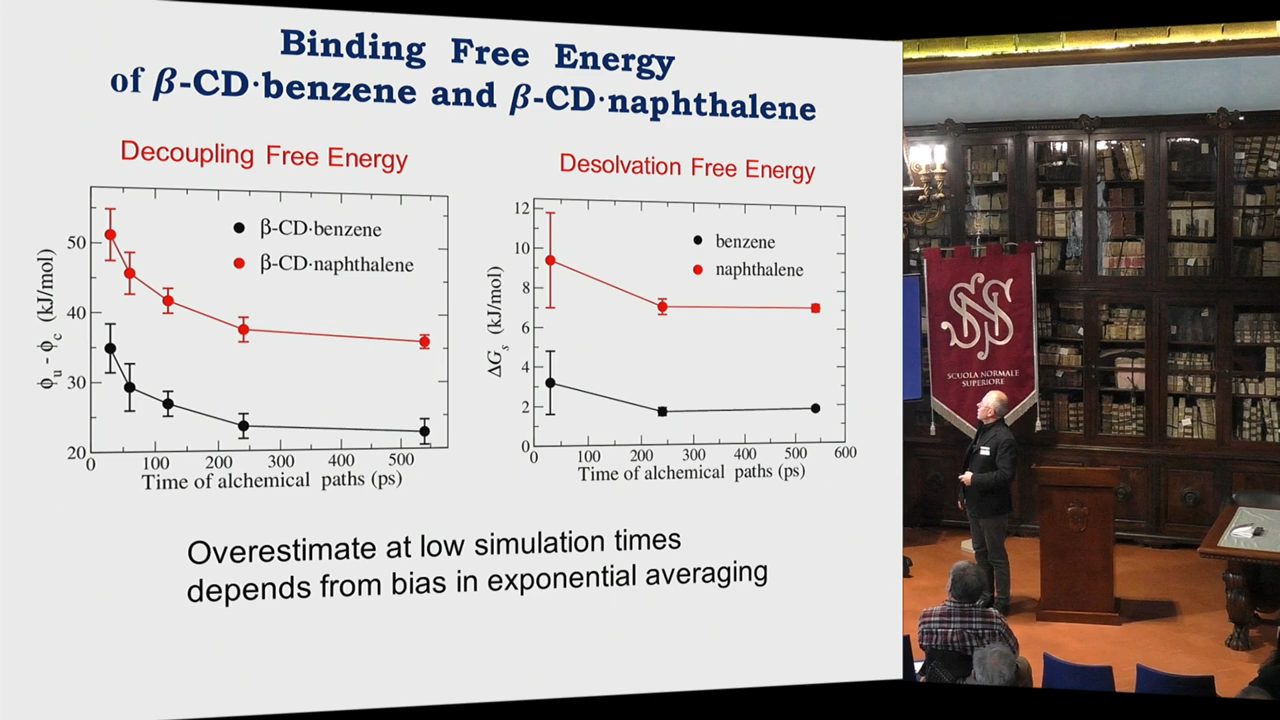 Binding Free Energy
of β-CD·benzene and β-CD·naphthalene
Decoupling Free Energy
Desolvation Free Energy
β-CD·benzene
β-CD·naphthalene
50
40
30
20
0
100
200
300
400
500
ϕu - ϕc (kJ/mol)
Time of alchemical paths (ps)
benzene
naphthalene
12
10
8
6
4
2
0
0
100
200
300
400
500
600
ΔGs (kJ/mol)
Time of alchemical paths (ps)
Overestimate at low simulation times
depends from bias in exponential averaging
SNS
SCUOLA NORMALE
SUPERIORE